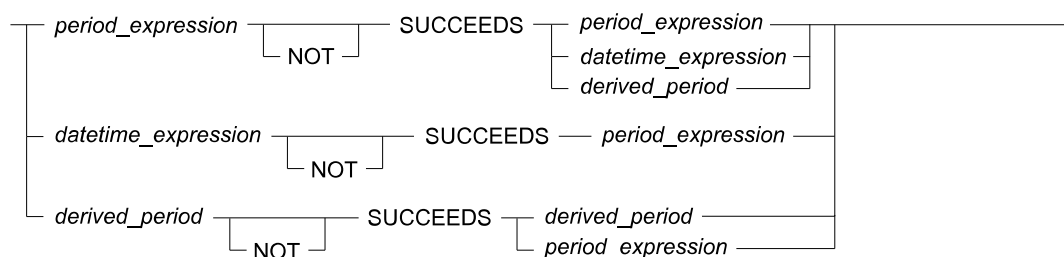 period_expression SUCCEEDS period_expression
NOT datetime_expression
derived_period
datetime_expression SUCCEEDS period_expression
NOT
derived_period SUCCEEDS derived_period
NOT period_expression